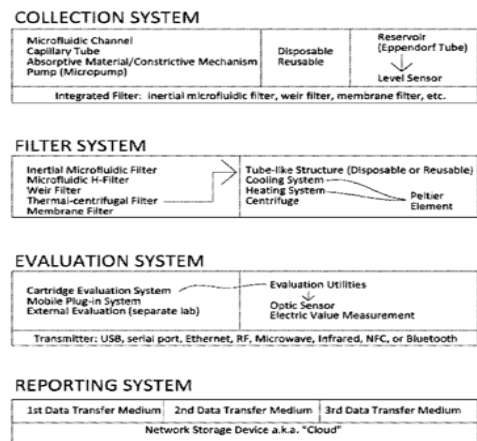 COLLECTION SYSTEM
Microfluidic Channel
Capillary Tube
Absorptive Material/Constrictive Mechanism
Pump (Micropump)
Disposable
Reusable
Reservoir
(Eppendorf Tube)
Level Sensor
Integrated Filter: inertial microfluidic filter, weir filter, membrane filter, etc.
FILTER SYSTEM
Inertial Microfluidic Filter
Microfluidic H-Filter
Weir Filter
Thermal-centrifugal Filter
Membrane Filter
Tube-like Structure (Disposable or Reusable)
Cooling System
Heating System
Centrifuge
Peltier
Element
EVALUATION SYSTEM
Cartridge Evaluation System
Mobile Plug-in System
External Evaluation (separate lab)
Evaluation Utilities
Optic Sensor
Electric Value Measurement
Transmitter: USB, serial port, Ethernet, RF, Microwave, Infrared, NFC, or Bluetooth
REPORTING SYSTEM
1st Data Transfer Medium
2nd Data Transfer Medium
3rd Data Transfer Medium
Network Storage Device a.k.a. "Cloud"